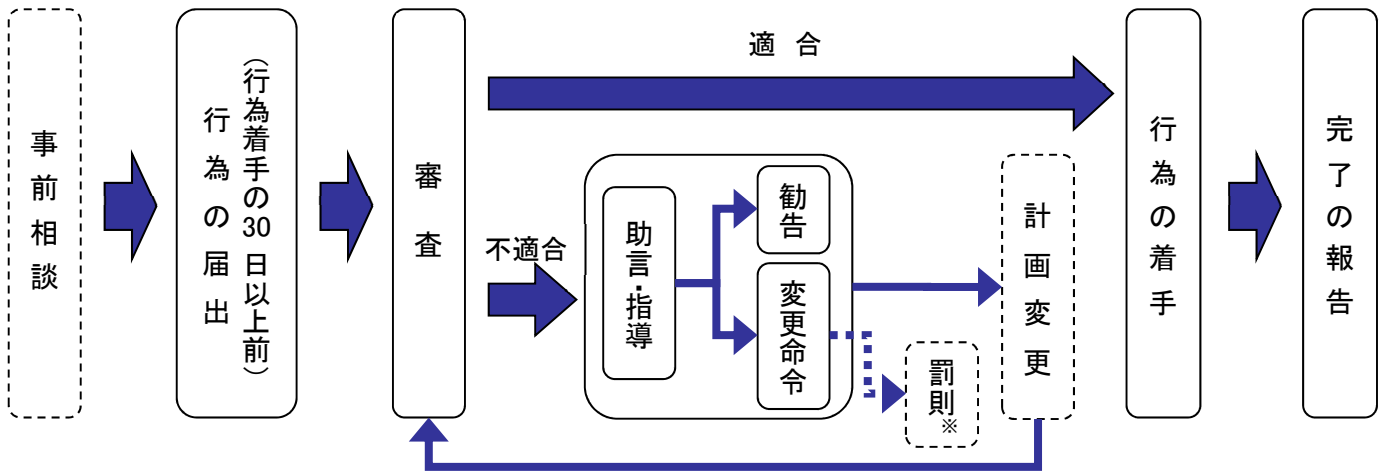 事前相談
行為の届出
（行為着手の30日以上前）
審査
適合
不適合
助言・指導
勧告
変更命令
罰則※
計画変更
行為の着手
完了の報告